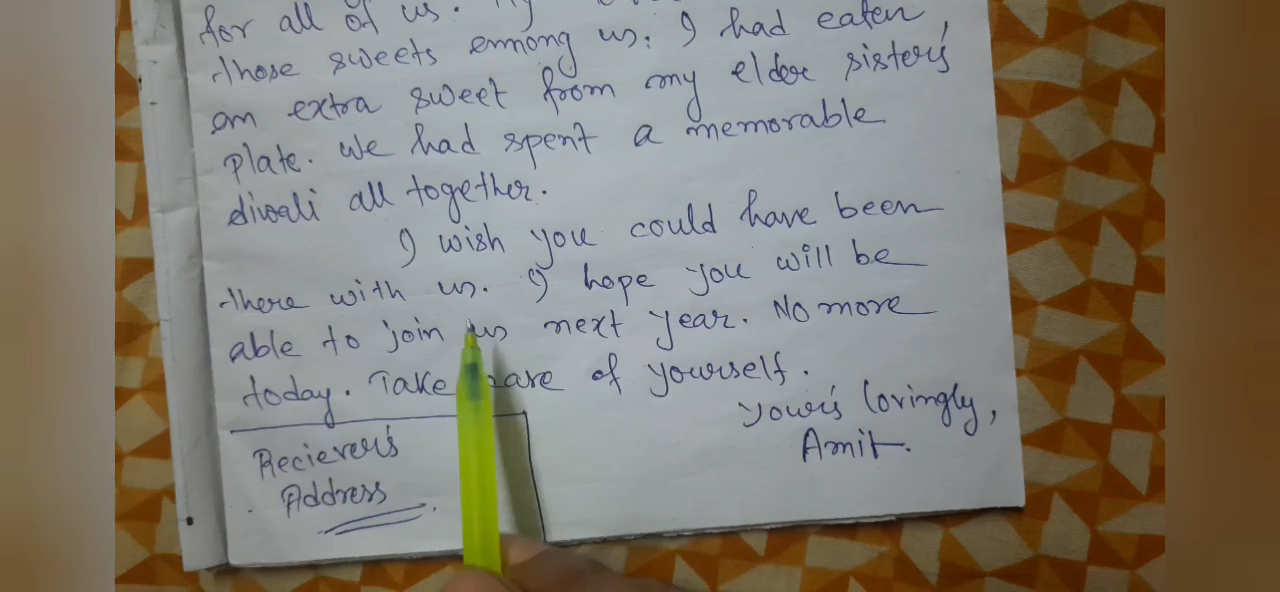 for all of us.
those sweets among us. I had eaten
an extra sweet from my elder sister's
plate. We had spent a memorable
diwali all together.
I wish you could have been
there with us. I hope you will be
able to join us next year. No more
today. Take care of yourself.
Your's lovingly,
Amit.
Reciever's
Address